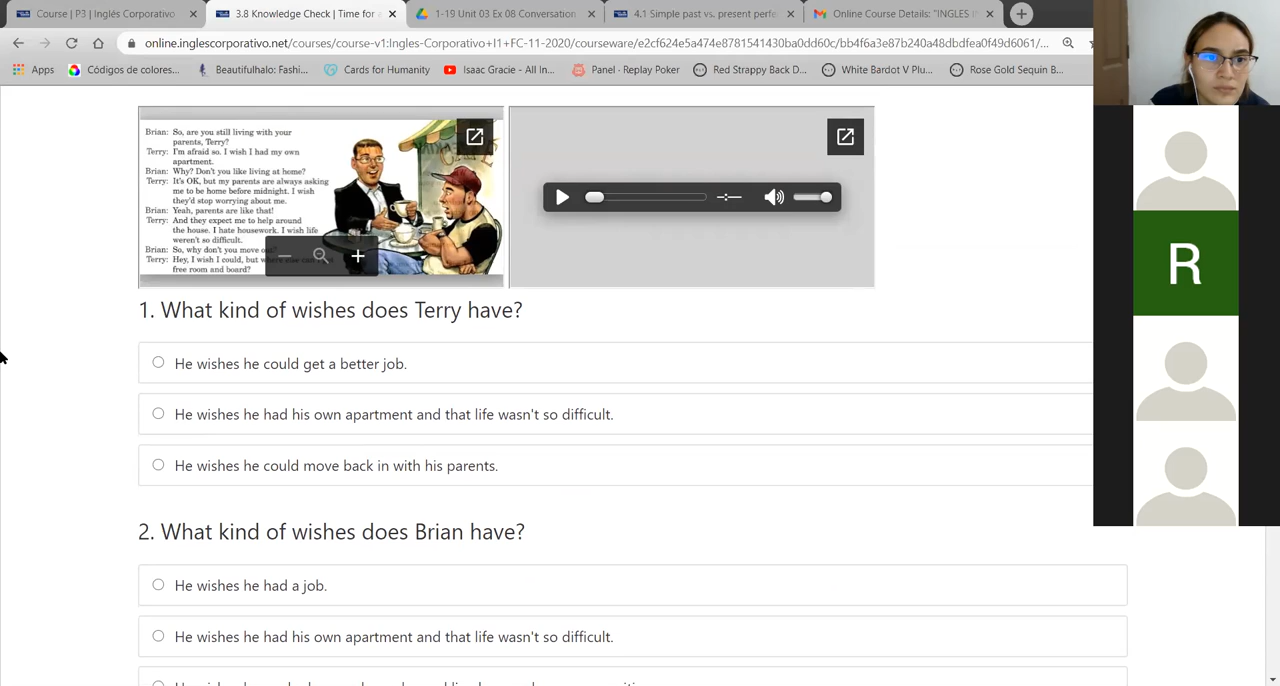 Course | P3 | Inglés Corporativo
3.8 Knowledge Check | Time for
1-19 Unit 03 Ex 08 Conversation
4.1 Simple past vs. present perfe
Online Course Details: "INGLES
online.inglescorporativo.net/courses/course-v1:Ingles-Corporativo+I1+FC-11-2020/courseware/e2cf624e5a474e8781541430ba0dd60c/bb4f6a3e87b240a48dbdfea0f49d6061/...
Apps
Códigos de colores...
Beautifulhalo: Fashi...
Cards for Humanity
Isaac Gracie - All In...
Panel · Replay Poker
Red Strappy Back D...
White Bardot V Plu...
Rose Gold Sequin B...
Brian: So, are you still living with your
parents, Terry?
Terry: I'm afraid so. I wish I had my own
apartment.
Brian: Why? Don't you like living at home?
Terry: It's OK, but my parents are always asking
me to be home before midnight. I wish
they'd stop worrying about me.
Brian: Yeah, parents are like that!
Terry: And they expect me to help around
the house. I hate housework. I wish life
weren't so difficult.
Brian: So, why don't you move
Terry: Hey, I wish I could, but
free room and board?
1. What kind of wishes does Terry have?
He wishes he could get a better job.
He wishes he had his own apartment and that life wasn't so difficult.
He wishes he could move back in with his parents.
2. What kind of wishes does Brian have?
He wishes he had a job.
He wishes he had his own apartment and that life wasn't so difficult.
R